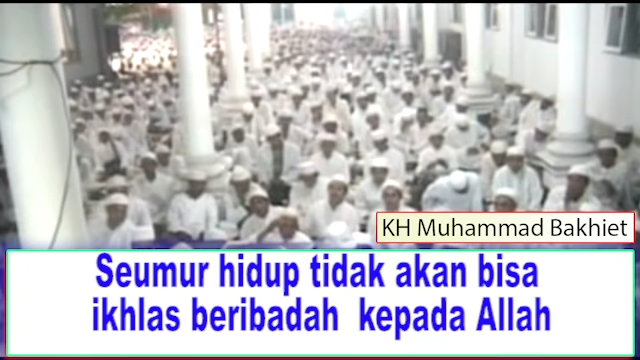 KH Muhammad Bakhiet
Seumur hidup tidak akan bisa
ikhlas beribadah kepada Allah